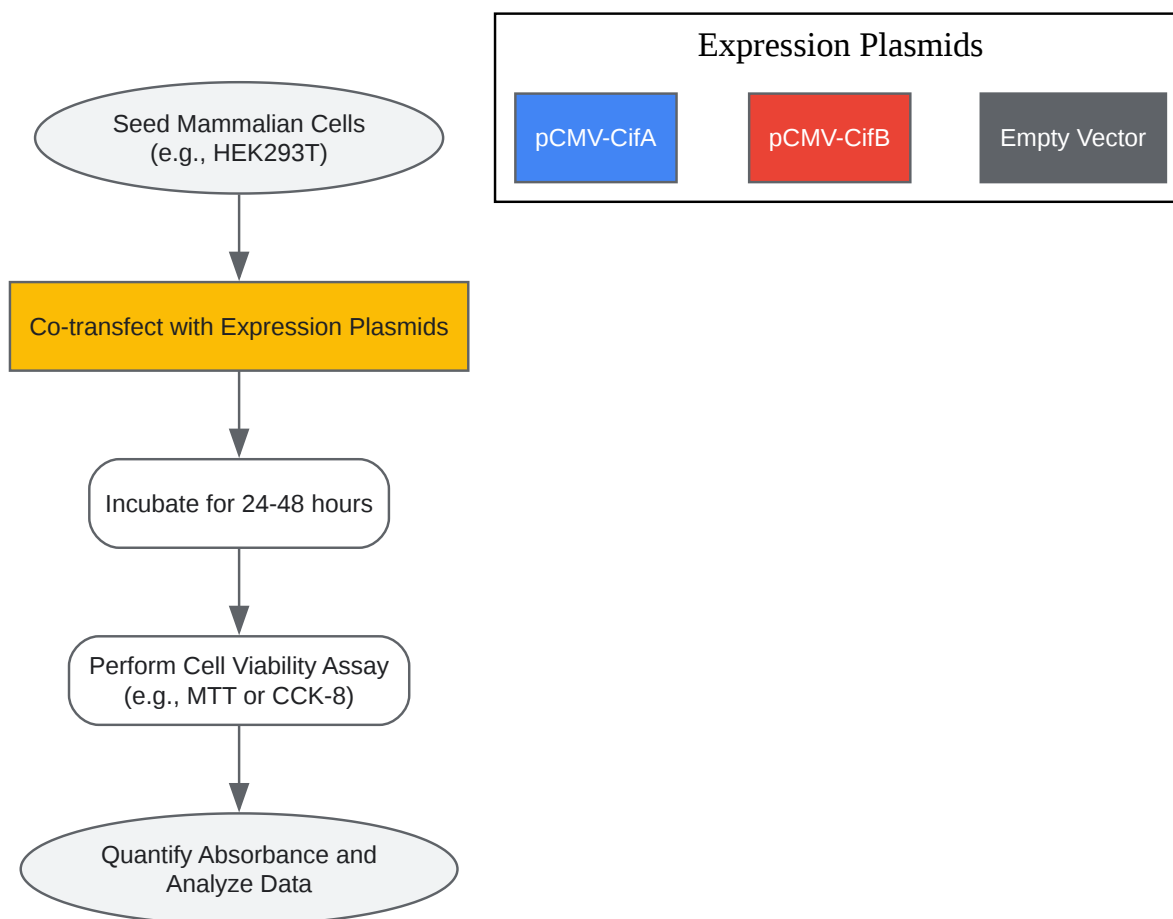 Expression Plasmids
pCMV-CifA
pCMV-CifB
Empty Vector
Seed Mammalian Cells
(e.g., HEK293T)
Co-transfect with Expression Plasmids
Incubate for 24-48 hours
Perform Cell Viability Assay
(e.g., MTT or CCK-8)
Quantify Absorbance and
Analyze Data